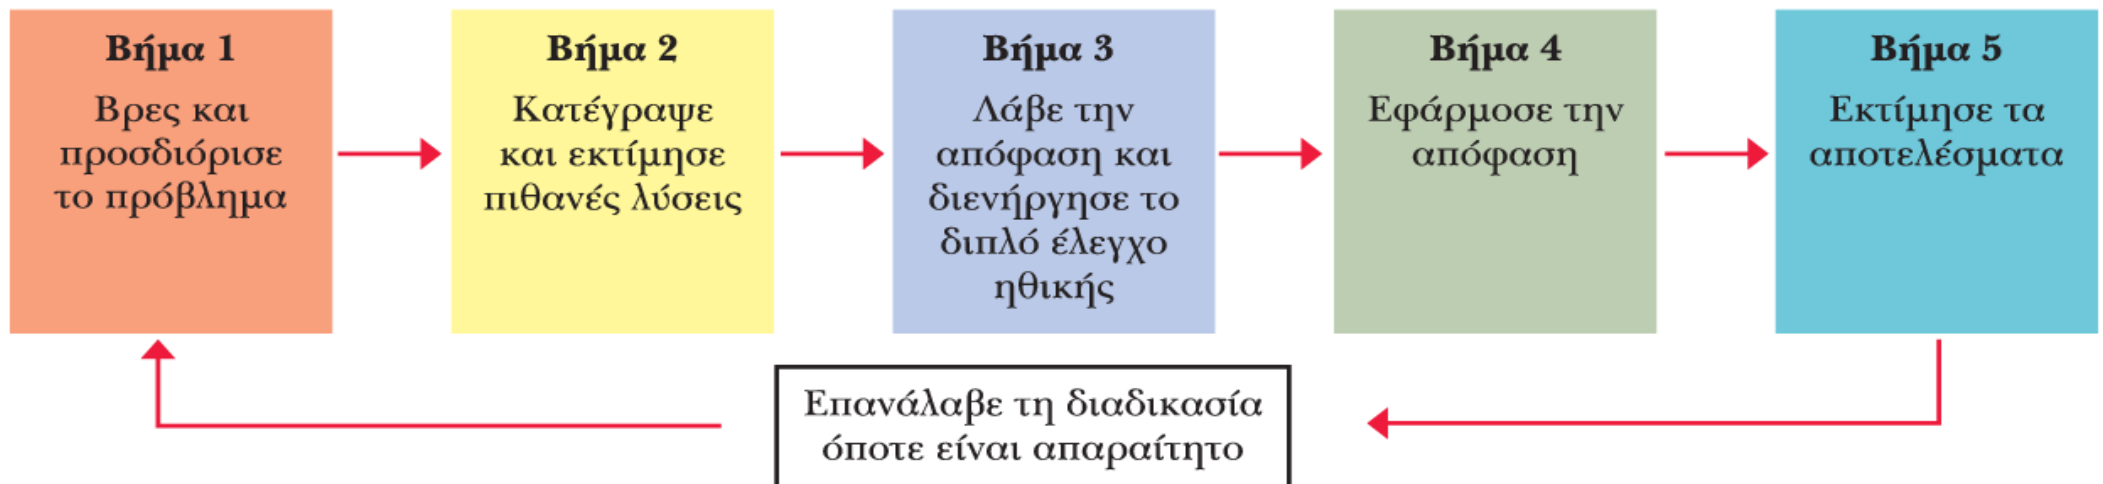 Βήμα 1
Βρες και
προσδιόρισε
το πρόβλημα
Βήμα 2
Κατέγραψε
και εκτίμησε
πιθανές λύσεις
Βήμα 3
Λάβε την
απόφαση και
διενήργησε το
διπλό έλεγχο
ηθικής
Βήμα 4
Εφάρμοσε την
απόφαση
Βήμα 5
Εκτίμησε τα
αποτελέσματα
Επανάλαβε τη διαδικασία
όποτε είναι απαραίτητο